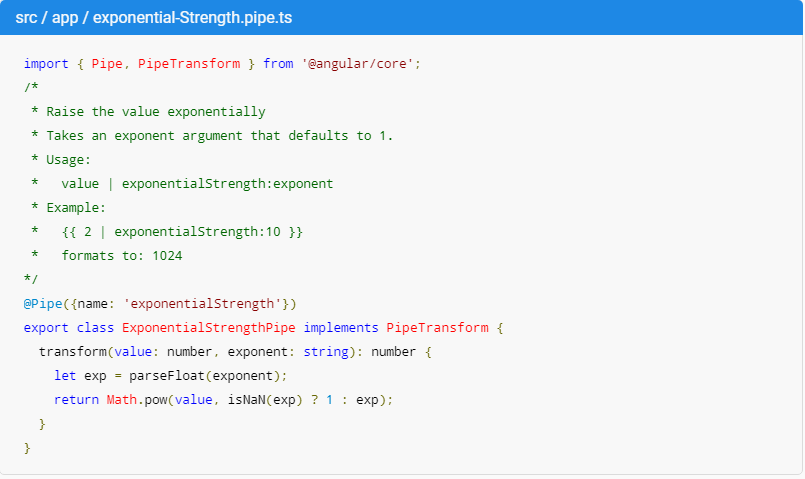 src / app / exponential-Strength.pipe.ts
import { Pipe, PipeTransform } from '@angular/core';
/*
 * Raise the value exponentially
 * Takes an exponent argument that defaults to 1.
 * Usage:
 *   value | exponentialStrength:exponent
 * Example:
 *   {{ 2 | exponentialStrength:10 }}
 *   formats to: 1024
*/
@Pipe({name: 'exponentialStrength'})
export class ExponentialStrengthPipe implements PipeTransform {
  transform(value: number, exponent: string): number {
    let exp = parseFloat(exponent);
    return Math.pow(value, isNaN(exp) ? 1 : exp);
  }
}